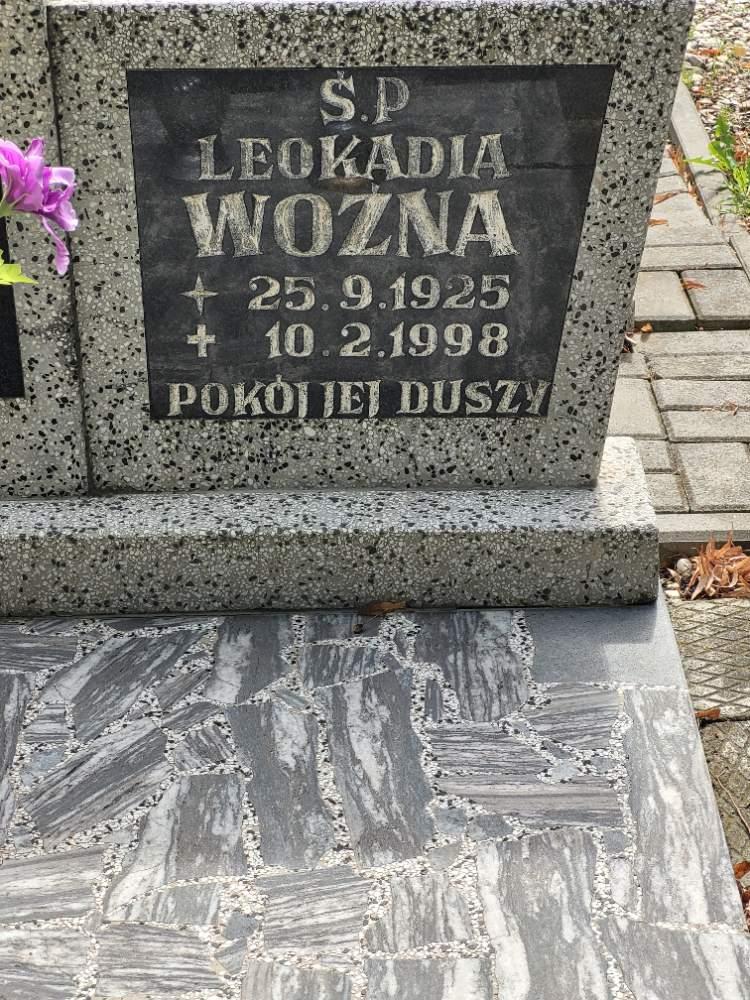 Ś.P
LEOKADIA
WOŹNA
25.9.1925
10.2.1998
POKÓJ JEJ DUSZY